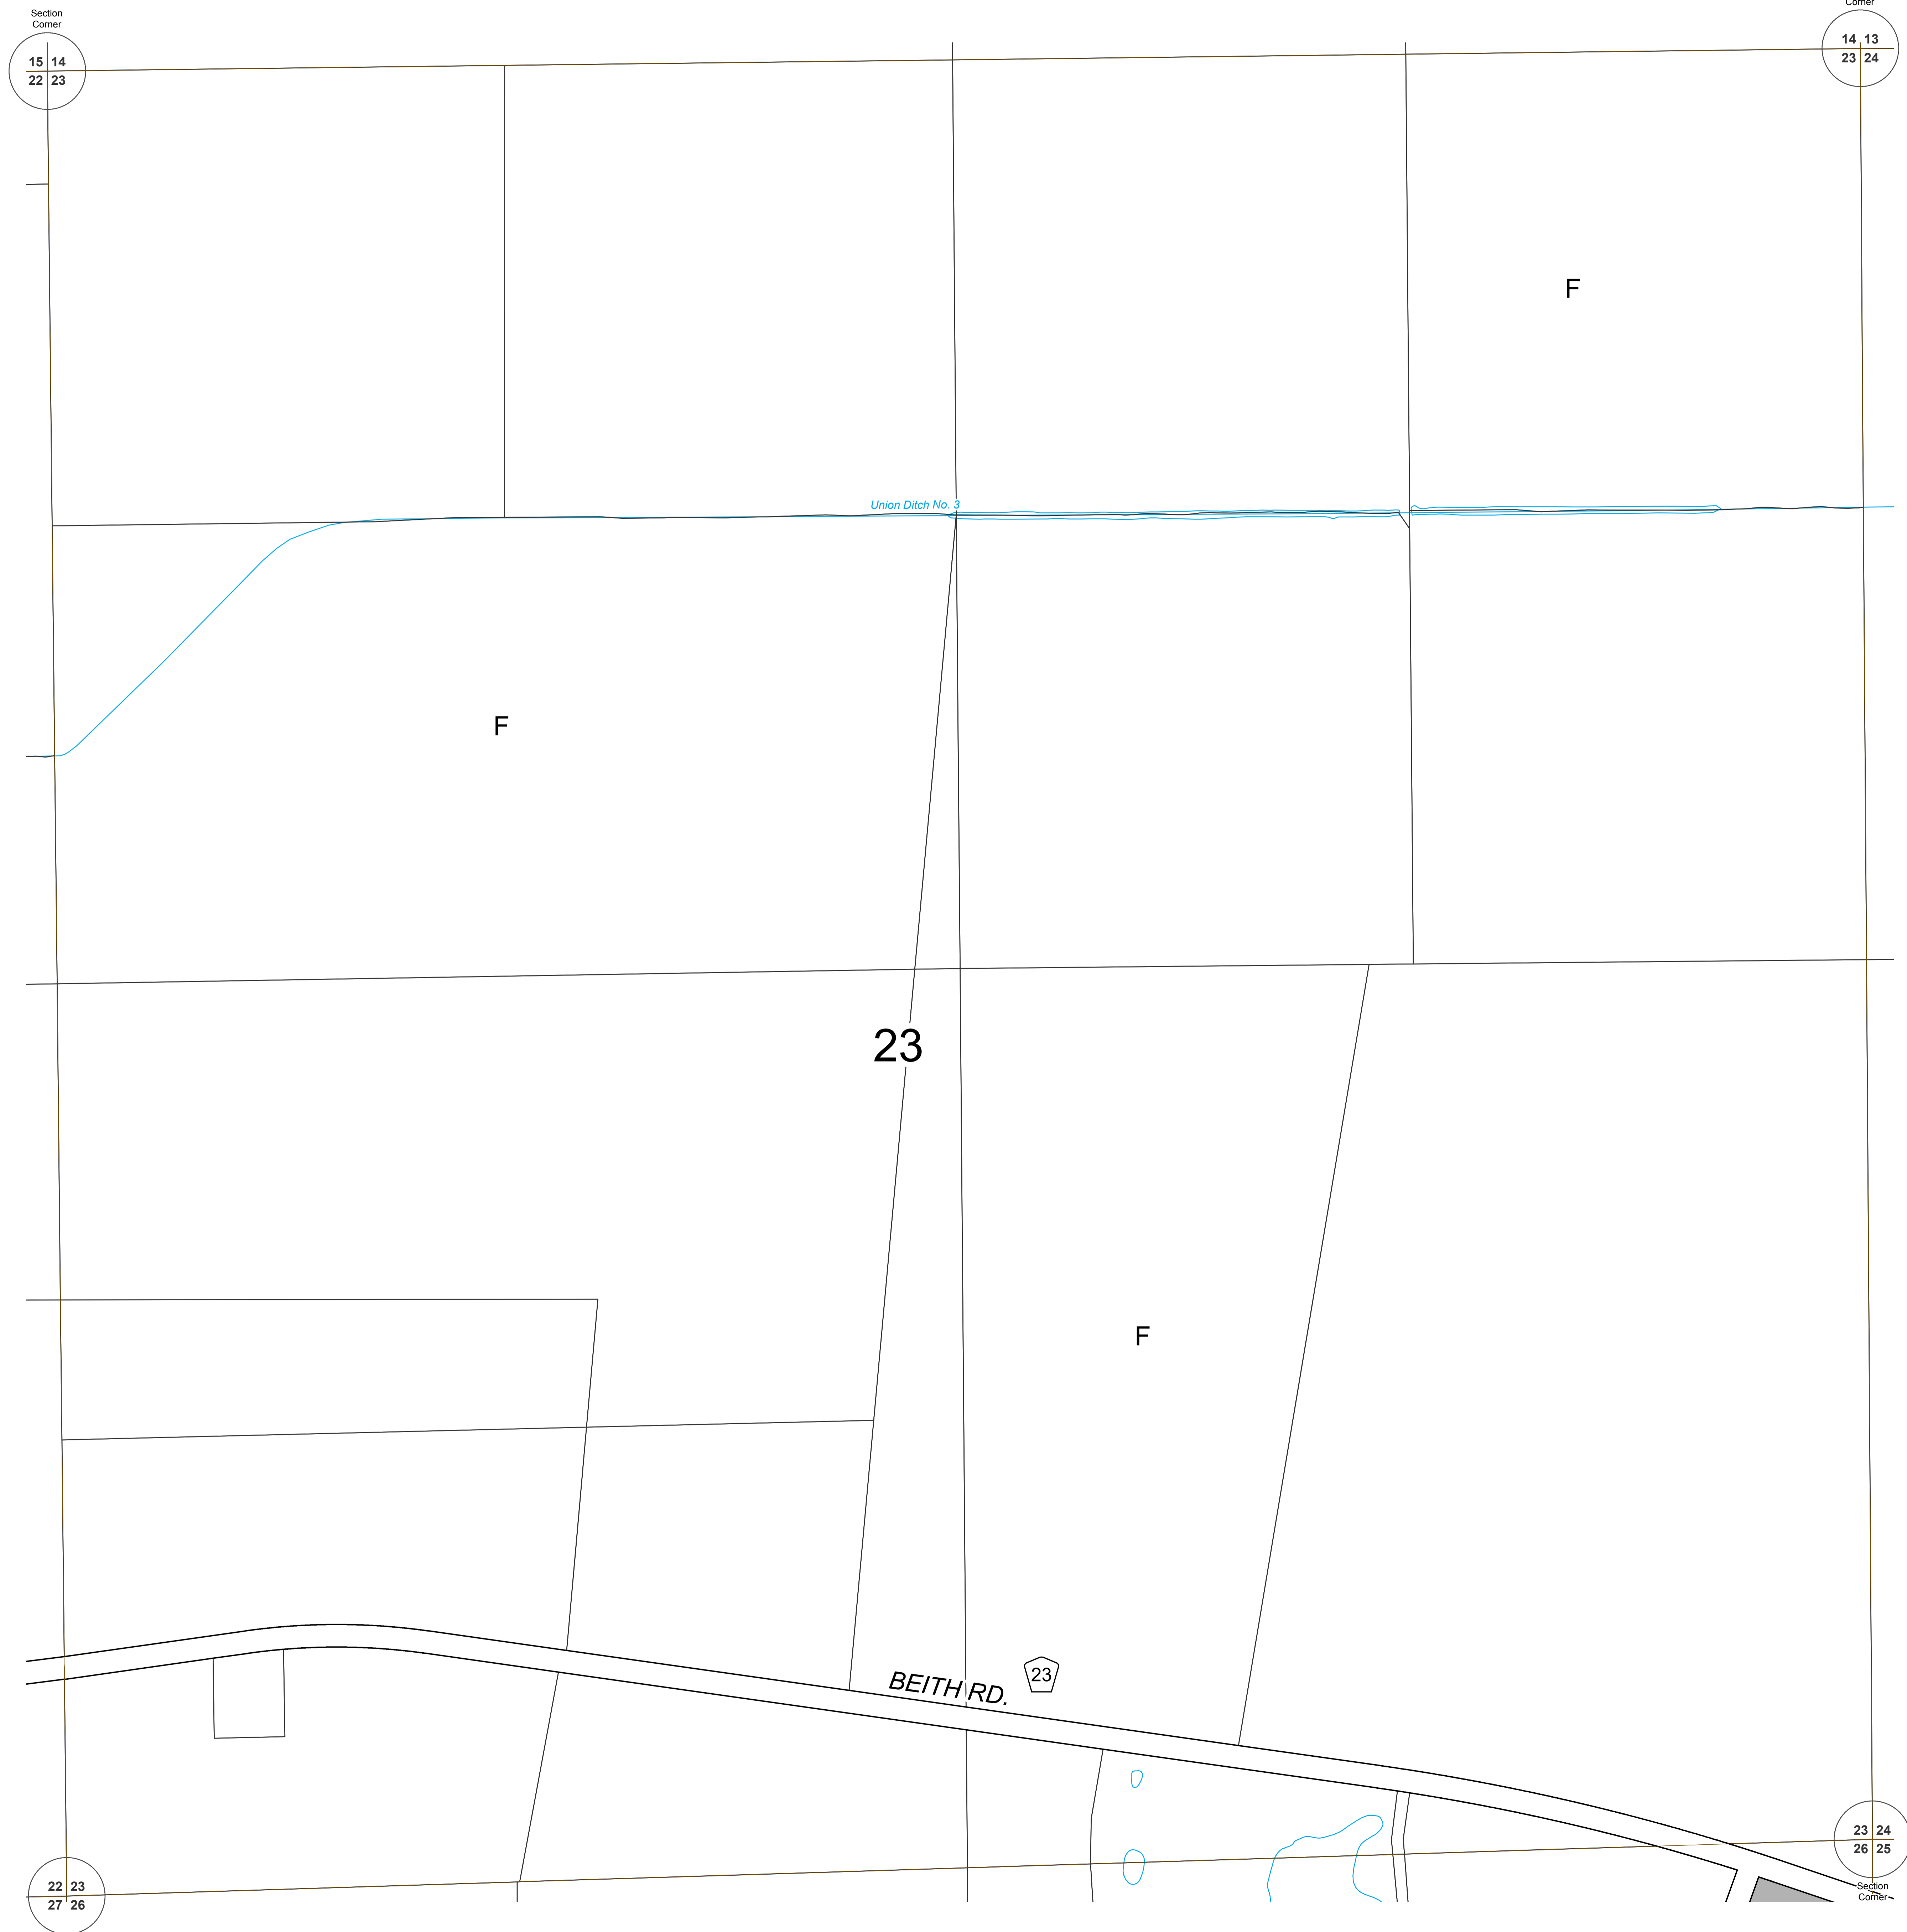 Section
Corner
15 14
22 23
Corner
14 13
23 24
F
Union Ditch No. 3
F
23
F
BEITH RD.
23
23 24
26 25
Section
Corner
22 23
27 26